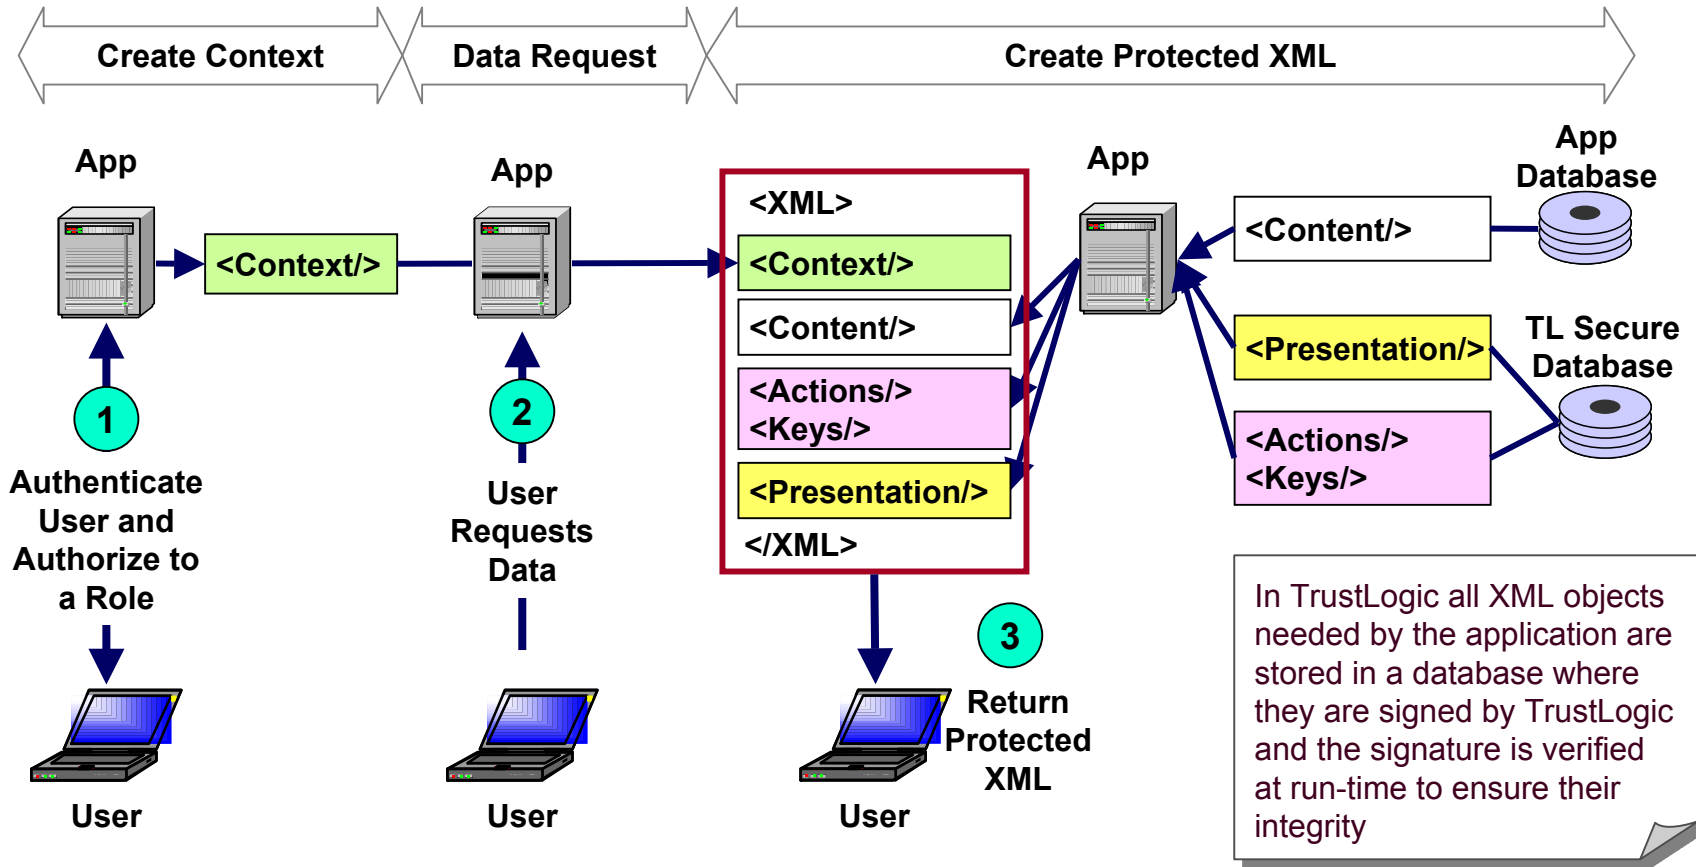 Create Context
Data Request
Create Protected XML
App
<Context/>
1
Authenticate
User and
Authorize to
a Role
User
App
2
User
Requests
Data
User
<XML>
<Context/>
<Content/>
<Actions/>
<Keys/>
<Presentation/>
</XML>
3
Return
Protected
XML
User
App
<Content/>
<Presentation/>
<Actions/>
<Keys/>
App
Database
TL Secure
Database
In TrustLogic all XML objects
needed by the application are
stored in a database where
they are signed by TrustLogic
and the signature is verified
at run-time to ensure their
integrity